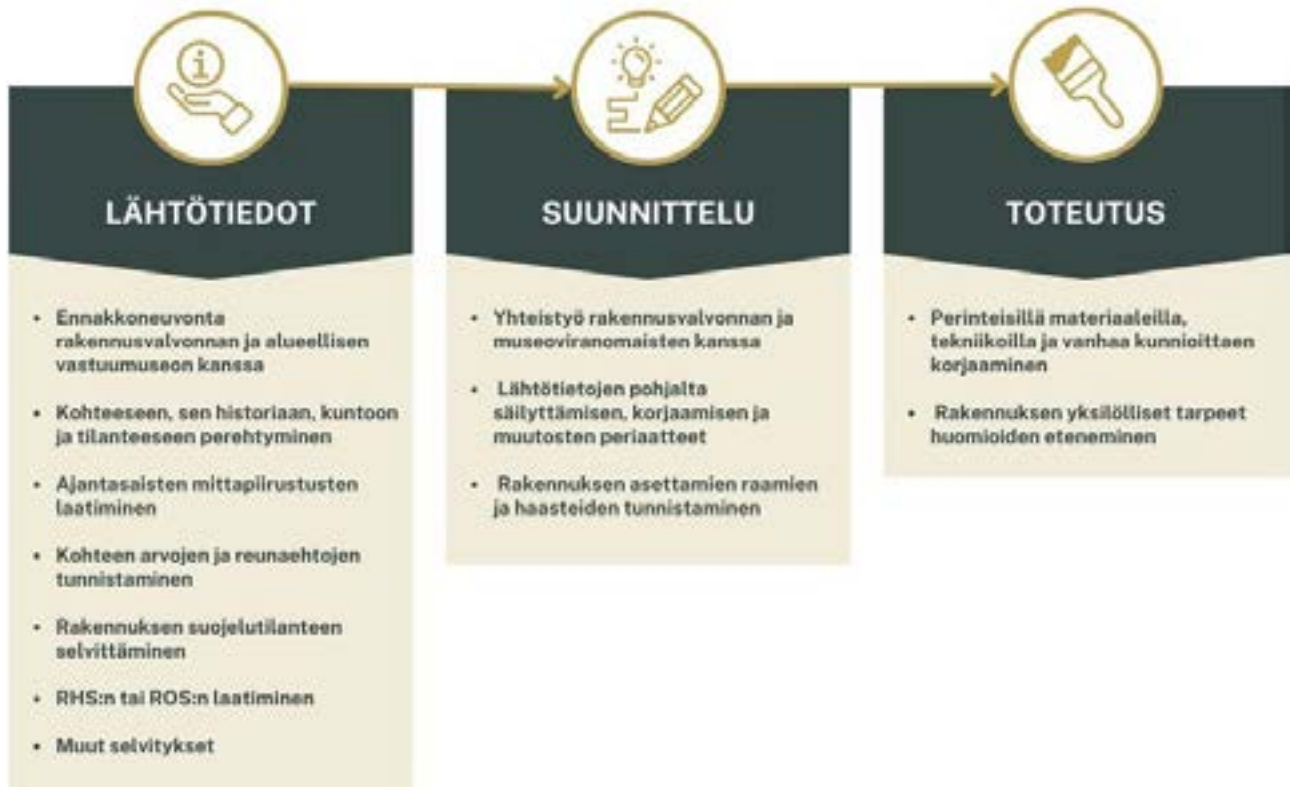 LÄHTÖTIEDOT
• Ennakkoneuvonta
rakennusvalvonnan ja alueellisen
vastuumuseon kanssa
• Kohteeseen, sen historiaan, kuntoon
ja tilanteeseen perehtyminen
• Ajantasaisten mittapiirustusten
laatiminen
• Kohteen arvojen ja reunaehtojen
tunnistaminen
• Rakennuksen suojelutilanteen
selvittäminen
• RHS:n tai ROS:n laatiminen
• Muut selvitykset
SUUNNITTELU
• Yhteistyö rakennusvalvonnan ja
museoviranomaisten kanssa
• Lähtötietojen pohjalta
säilyttämisen, korjaamisen ja
muutosten periaatteet
• Rakennuksen asettamien raamien
ja haasteiden tunnistaminen
TOTEUTUS
• Perinteisillä materiaaleilla,
tekniikoilla ja vanhaa kunnioittaen
korjaaminen
• Rakennuksen yksilölliset tarpeet
huomioiden eteneminen